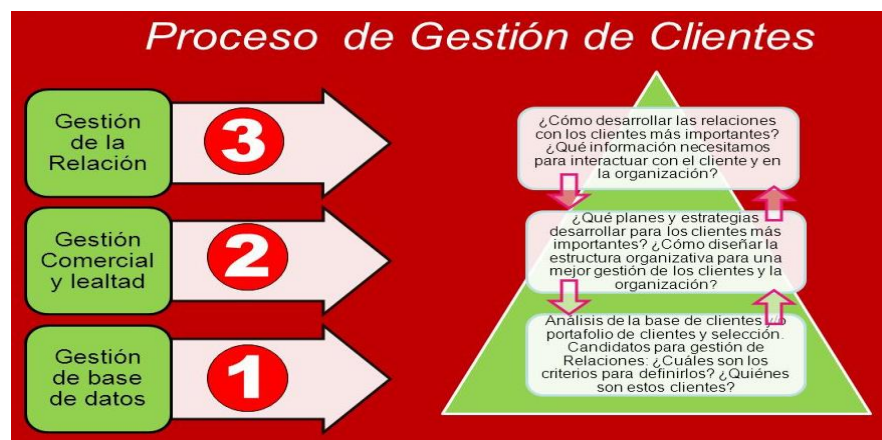 Proceso de Gestión de Clientes
Gestión
de la
Relación
3
¿Cómo desarrollar las relaciones
con los clientes más importantes?
¿Qué información necesitamos
para interactuar con el cliente y en
la organización?
Gestión
Comercial
y lealtad
2
¿Qué planes y estrategias
desarrollar para los clientes más
importantes? ¿Cómo diseñar la
estructura organizativa para una
mejor gestión de los clientes y la
organización?
Gestión
de base
de datos
1
Análisis de la base de clientes y/o
portafolio de clientes y selección.
Candidatos para gestión de
Relaciones: ¿Cuáles son los
criterios para definirlos? ¿Quiénes
son estos clientes?